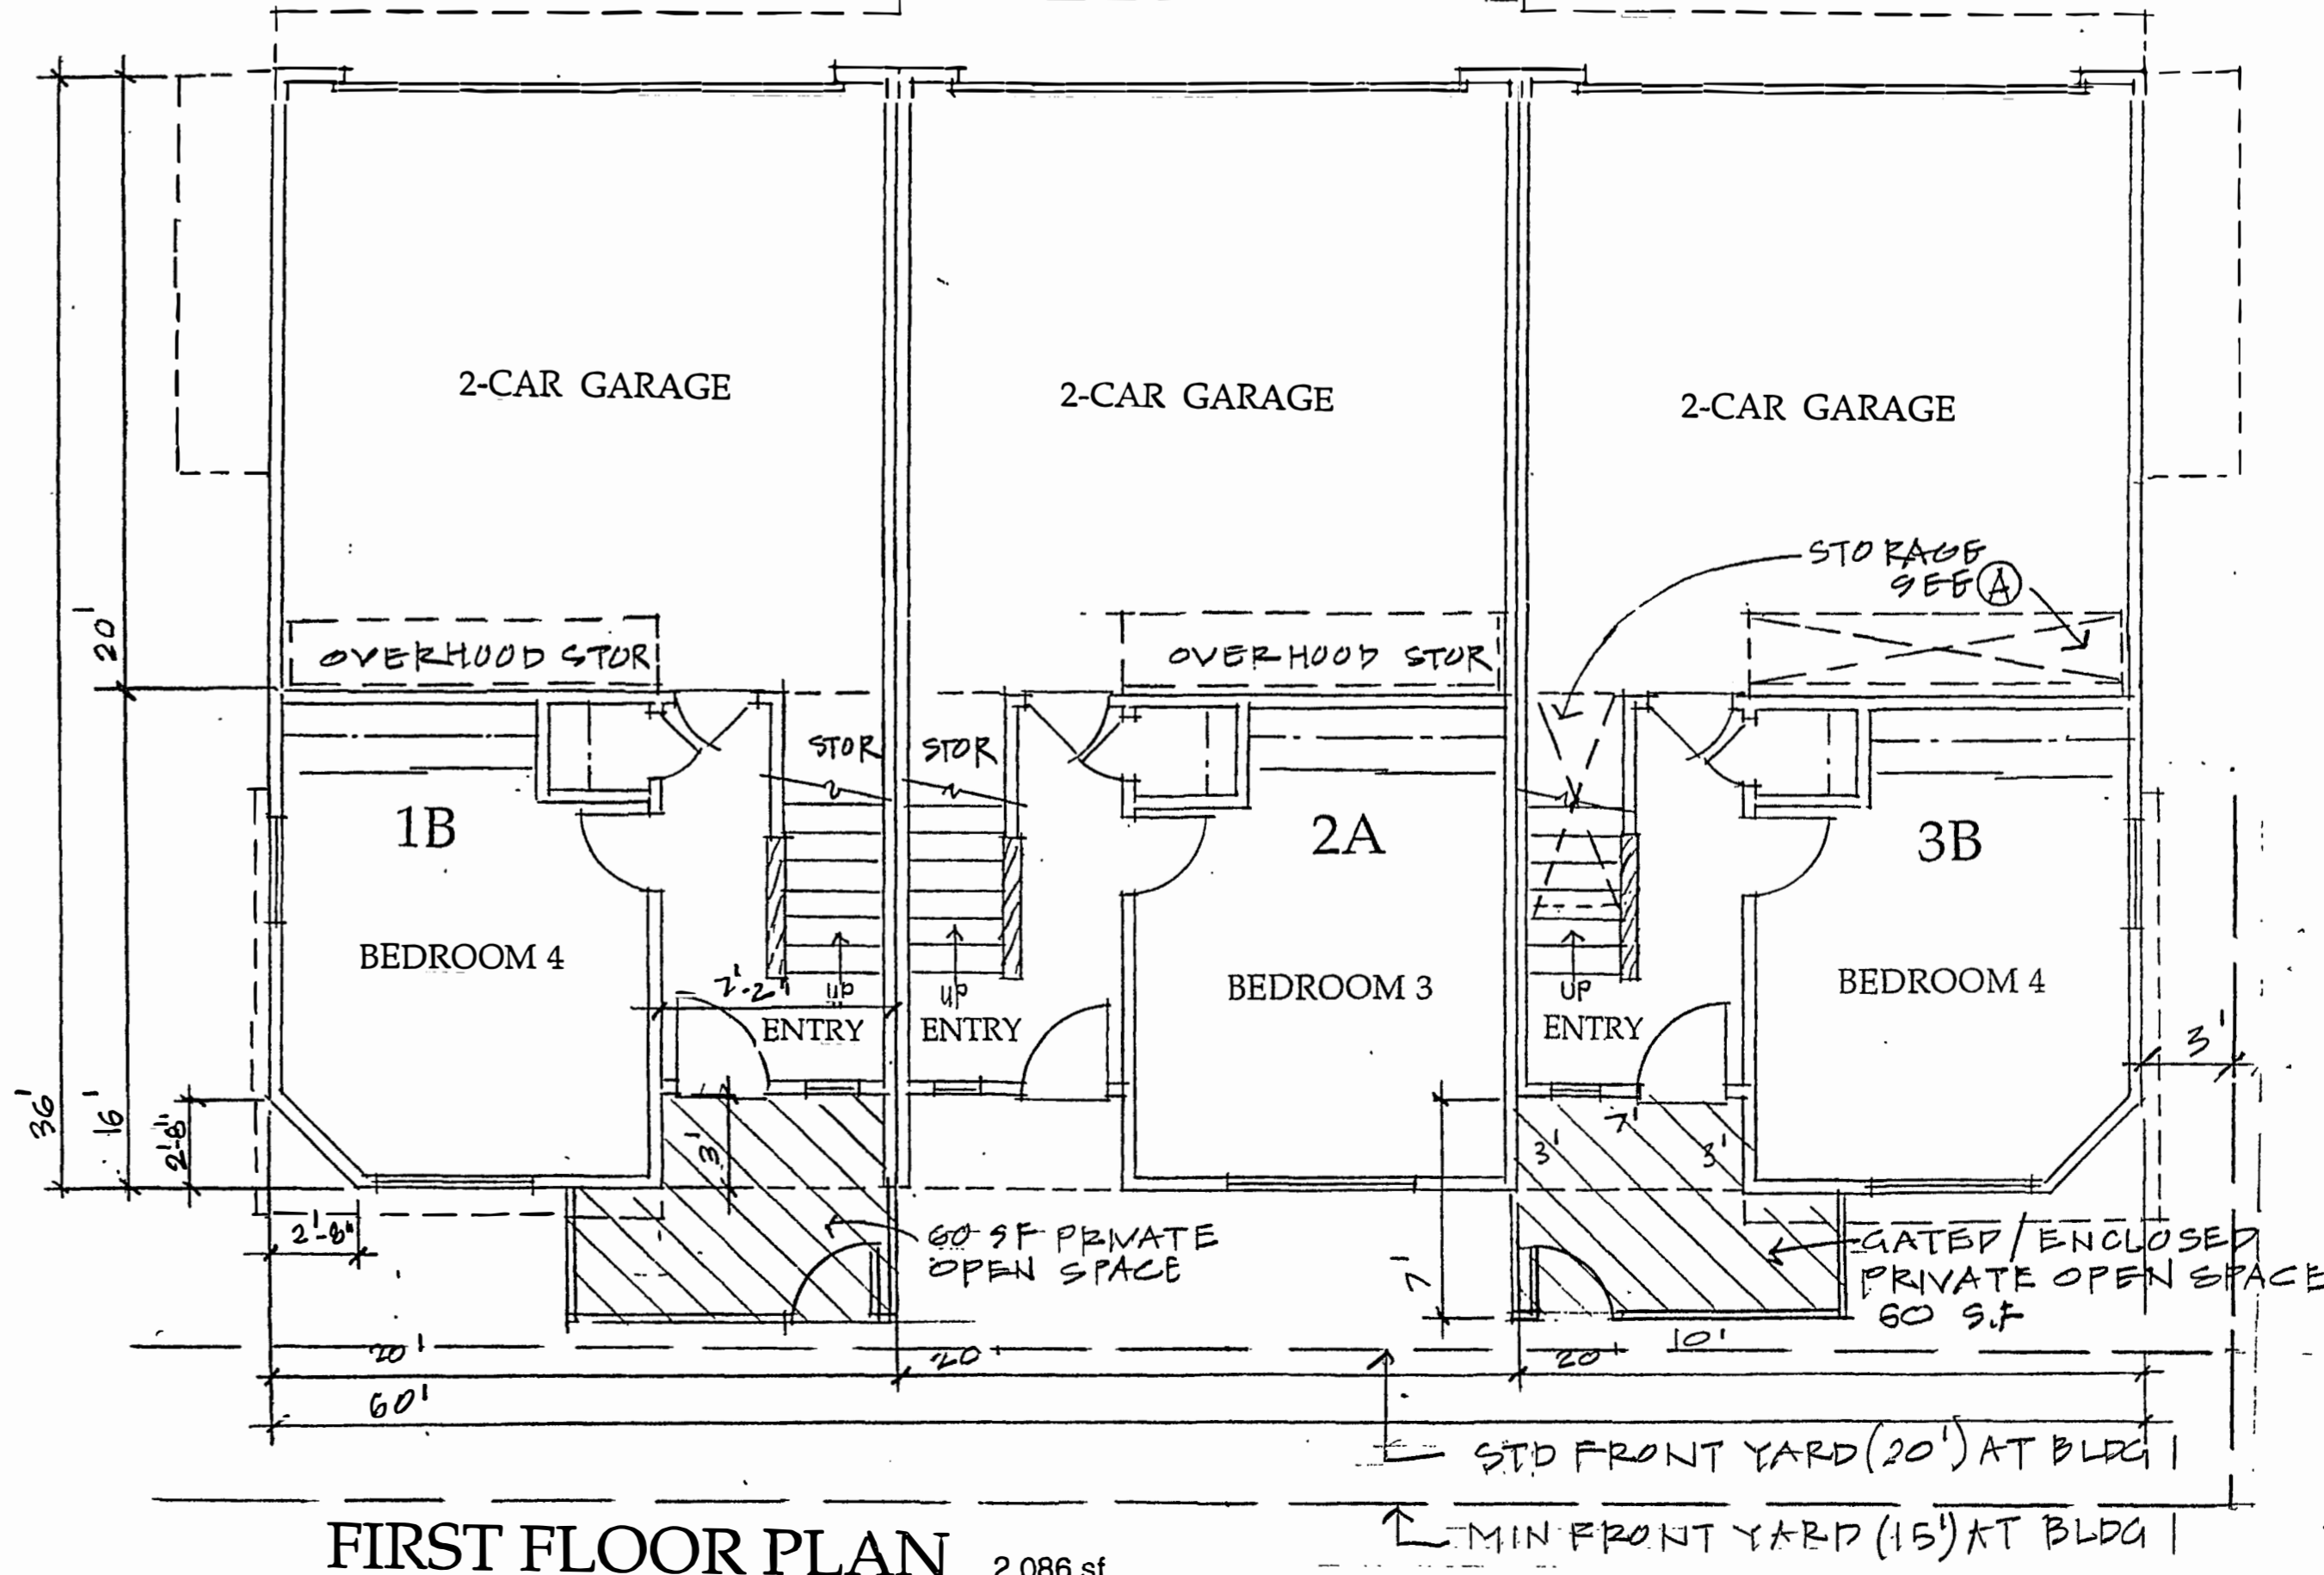 2-CAR GARAGE
2-CAR GARAGE
2-CAR GARAGE
STORAGE
SEE A
20'
OVERHOOD STOR
OVERHOOD STOR
STOR
STOR
1B
2A
3B
BEDROOM 4
BEDROOM 3
BEDROOM 4
7'-2"
UP
UP
UP
ENTRY
ENTRY
ENTRY
3'
36'
16'
2'-8"
3'
7'
3'
3'
2'-8"
60 SF PRIVATE
OPEN SPACE
7'
GATED/ENCLOSED
PRIVATE OPEN SPACE
60 S.F
20'
20'
20'
10'
60'
STD FRONT YARD (20') AT BLDG 1
MIN FRONT YARD (15') AT BLDG 1
FIRST FLOOR PLAN 2,086 sf